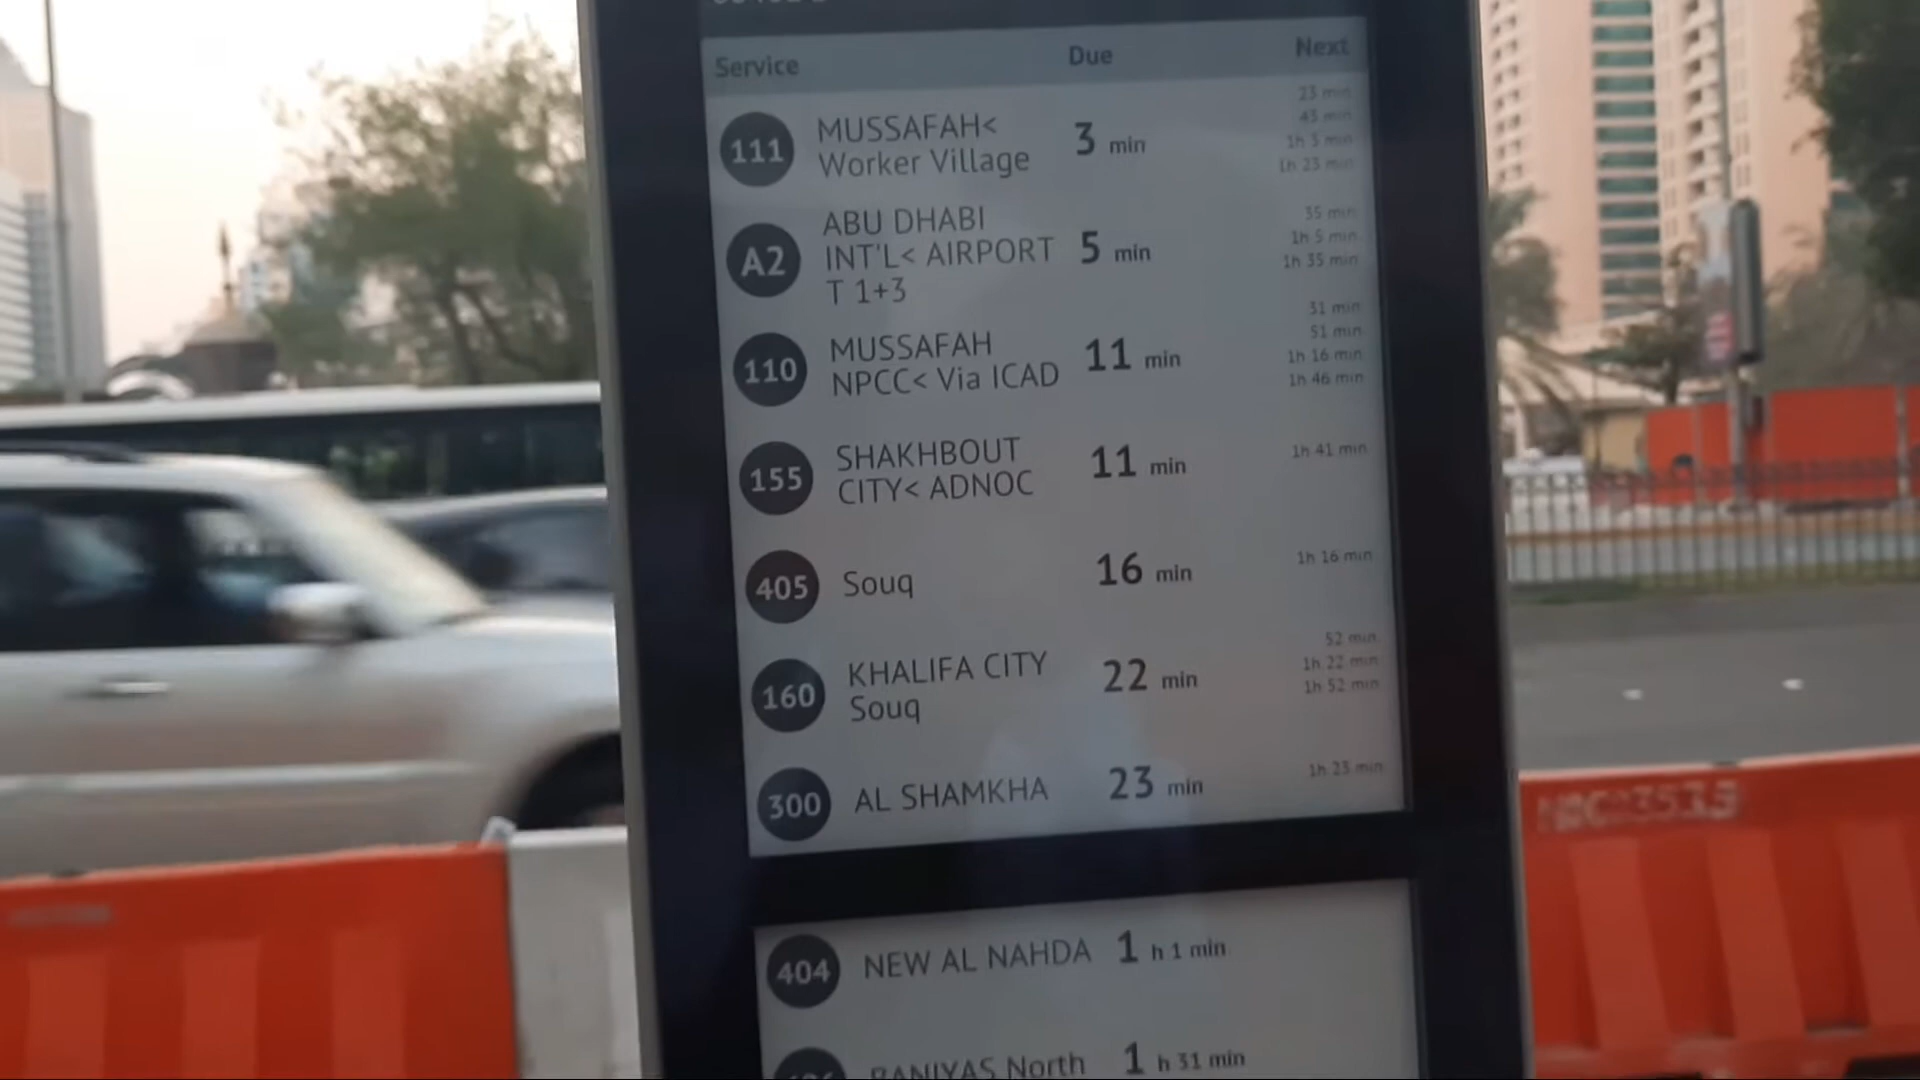 Service Due Next
111 MUSSAFAH< Worker Village 3 min
23 min
43 min
1h 5 min
1h 23 min
A2 ABU DHABI INT'L< AIRPORT T 1+3 5 min
35 min
1h 5 min
1h 35 min
110 MUSSAFAH NPCC< Via ICAD 11 min
31 min
51 min
1h 16 min
1h 46 min
155 SHAKHBOUT CITY< ADNOC 11 min
1h 41 min
405 Souq 16 min
1h 16 min
160 KHALIFA CITY Souq 22 min
52 min
1h 22 min
1h 52 min
300 AL SHAMKHA 23 min
1h 23 min
404 NEW AL NAHDA 1 h 1 min
BANIYAS North 1 h 31 min